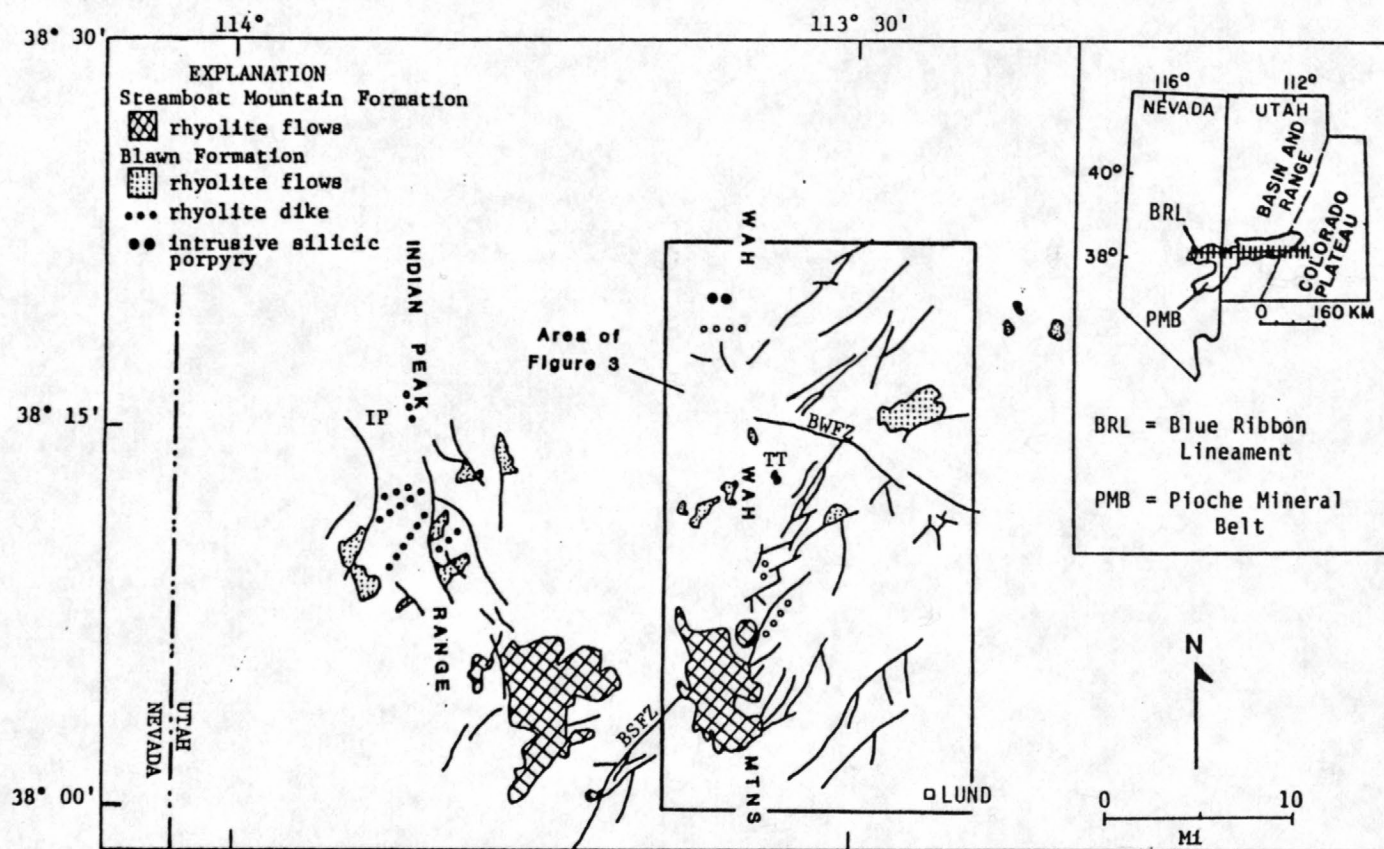 114°
113°30'
38°30'
EXPLANATION
Steamboat Mountain Formation
rhyolite flows
Blawn Formation
rhyolite flows
rhyolite dike
intrusive silicic
porpyry
116°
112°
NEVADA
UTAH
BASIN AND
RANGE
COLORADO
PLATEAU
40°
38°
BRL
PMB
0
160 KM
BRL = Blue Ribbon
Lineament
PMB = Pioche Mineral
Belt
INDIAN PEAK
RANGE
WAH
WAH
MTNS
Area of
Figure 3
38°15'
IP
BWFZ
TT
BSFZ
UTAH
NEVADA
38°00'
LUND
N
0
10
Mi